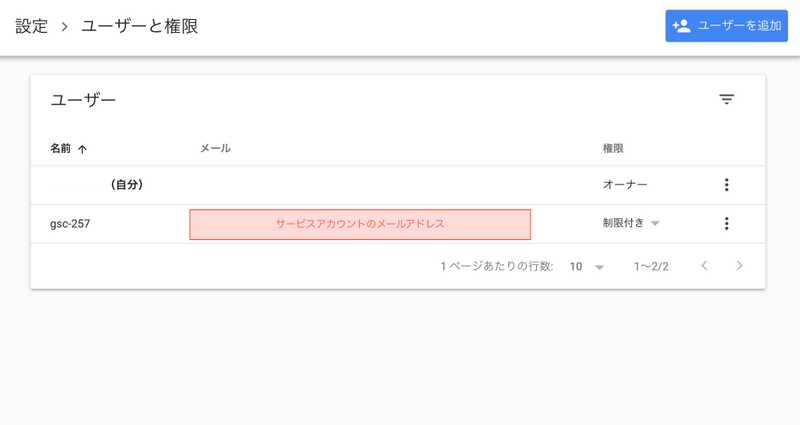 設定 > ユーザーと権限
ユーザーを追加
ユーザー
名前 メール 権限
(自分) オーナー
gsc-257 サービスアカウントのメールアドレス 制限付き
1 ページあたりの行数: 10 1〜2/2